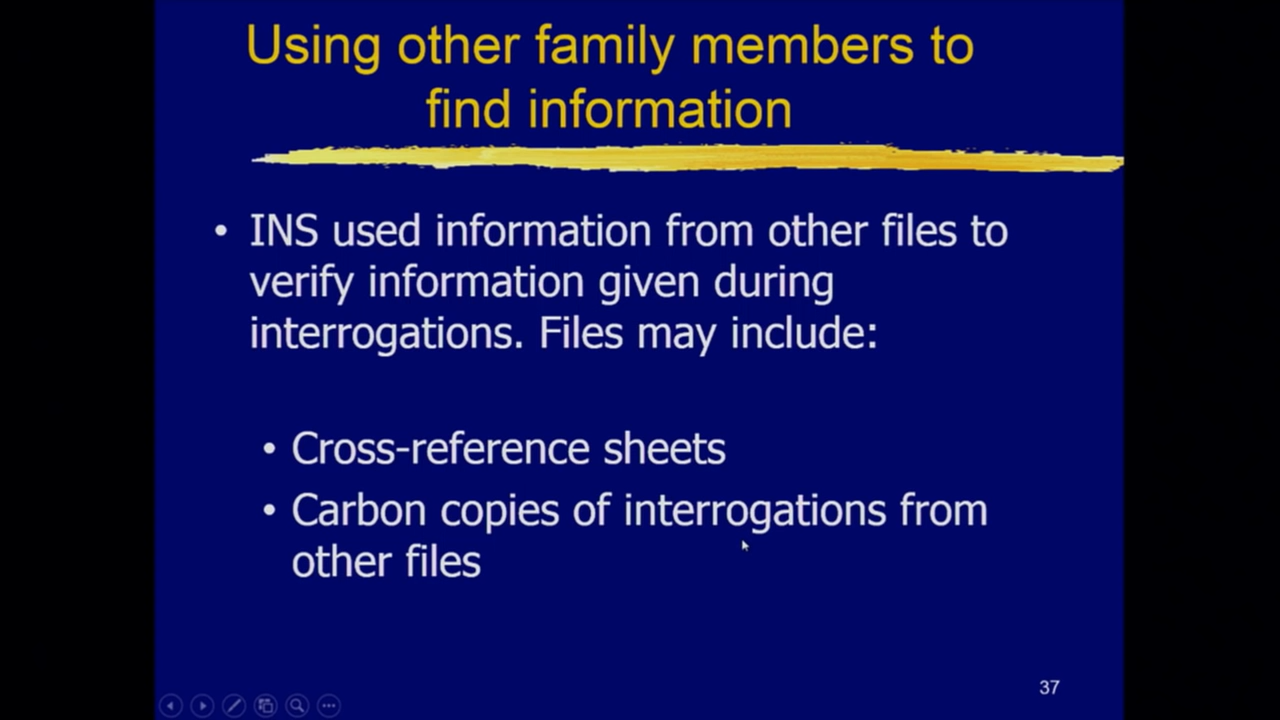 Using other family members to
find information
• INS used information from other files to
verify information given during
interrogations. Files may include:
• Cross-reference sheets
• Carbon copies of interrogations from
other files
37